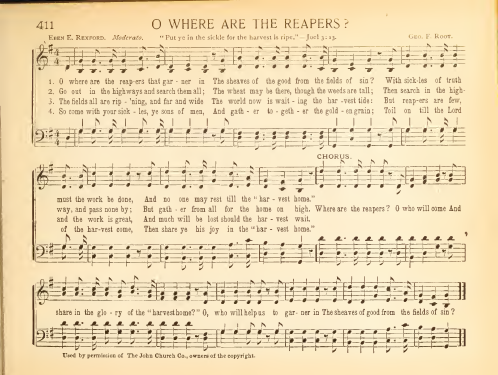 411
O WHERE ARE THE REAPERS?
EBEN E. REXFORD. Moderato. "Put ye in the sickle for the harvest is ripe."—Joel 3:13. GEO. F. ROOT.
1. O where are the reap-ers that gar-ner in The sheaves of the good from the fields of sin? With sick-les of truth
2. Go out in the highways and search them all; The wheat may be there, though the weeds are tall; Then search in the high-
3. The fields all are rip-'ning, and far and wide The world now is wait-ing the har-vest tide: But reap-ers are few,
4. So come with your sick-les, ye sons of men, And gath-er to-geth-er the gold-en grain; Toil on till the Lord
CHORUS.
must the work be done, And no one may rest till the "har-vest home."
way, and pass none by; But gath-er from all for the home on high. Where are the reapers? O who will come And
and the work is great, And much will be lost should the har-vest wait.
of the har-vest come, Then share ye his joy in the "har-vest home."
share in the glo-ry of the "harvest home?" O, who will help us to gar-ner in The sheaves of good from the fields of sin?
Used by permission of The John Church Co., owners of the copyright.